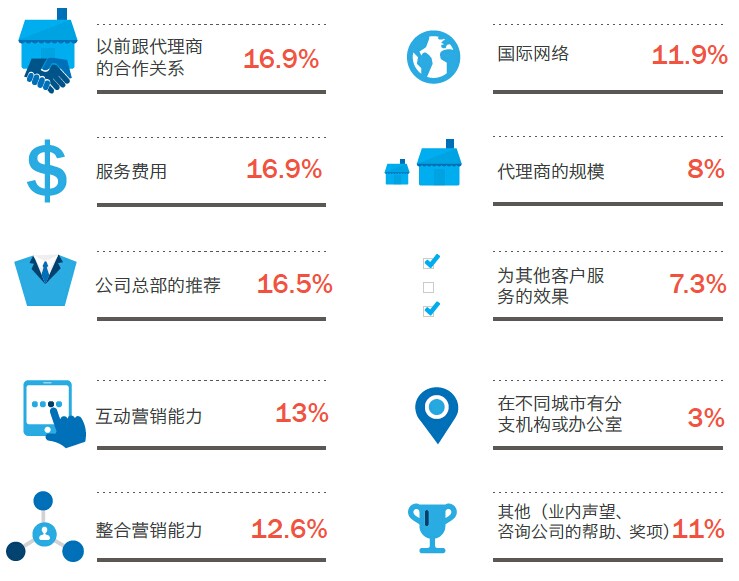 以前跟代理商
的合作关系
16.9%
服务费用
16.9%
公司总部的推荐
16.5%
互动营销能力
13%
整合营销能力
12.6%
国际网络
11.9%
代理商的规模
8%
为其他客户服
务的效果
7.3%
在不同城市有分
支机构或办公室
3%
其他（业内声望、
咨询公司的帮助、奖项）11%
$